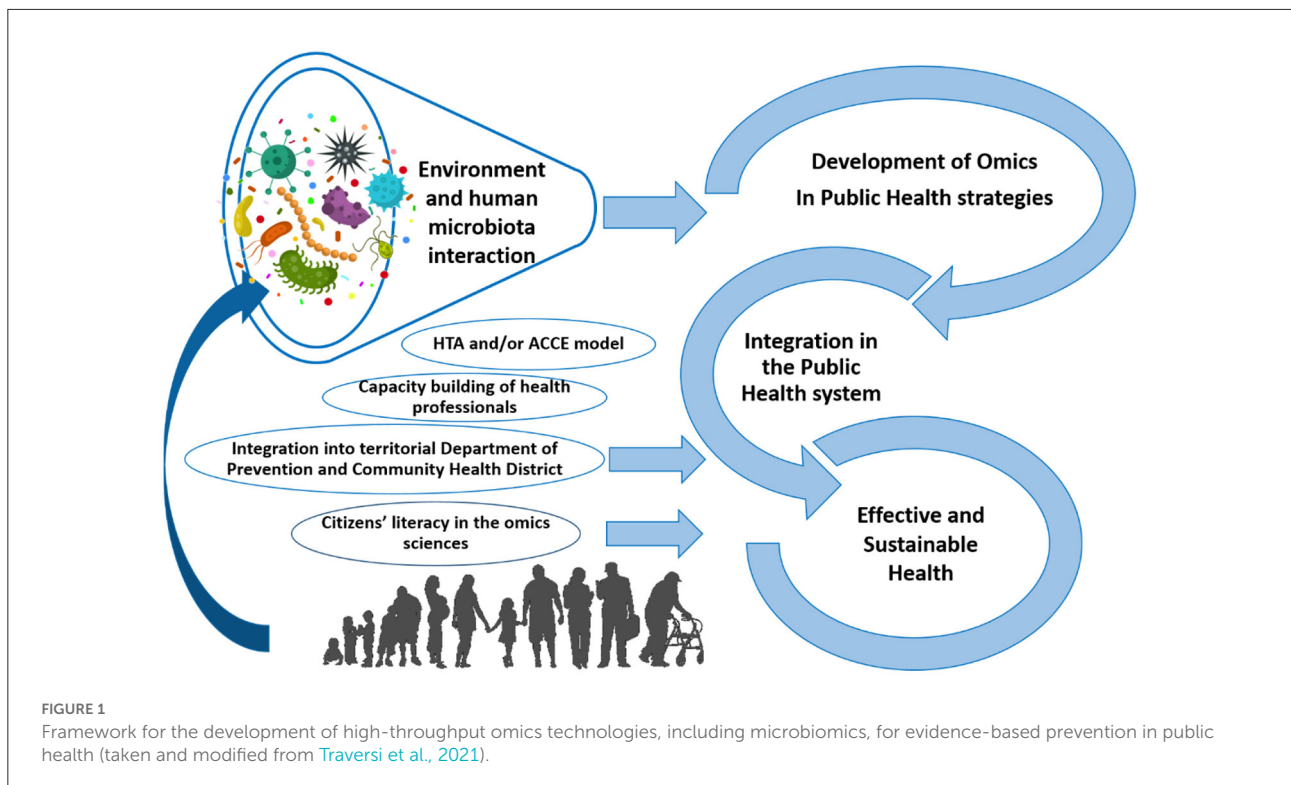 Environment
and human
microbiota
interaction
Development of Omics
In Public Health strategies
HTA and/or ACCE model
Capacity building of health
professionals
Integration into territorial Department of
Prevention and Community Health District
Citizens' literacy in the omics
sciences
Integration in
the Public
Health system
Effective and
Sustainable
Health
FIGURE 1
Framework for the development of high-throughput omics technologies, including microbiomics, for evidence-based prevention in public
health (taken and modified from Traversi et al., 2021).